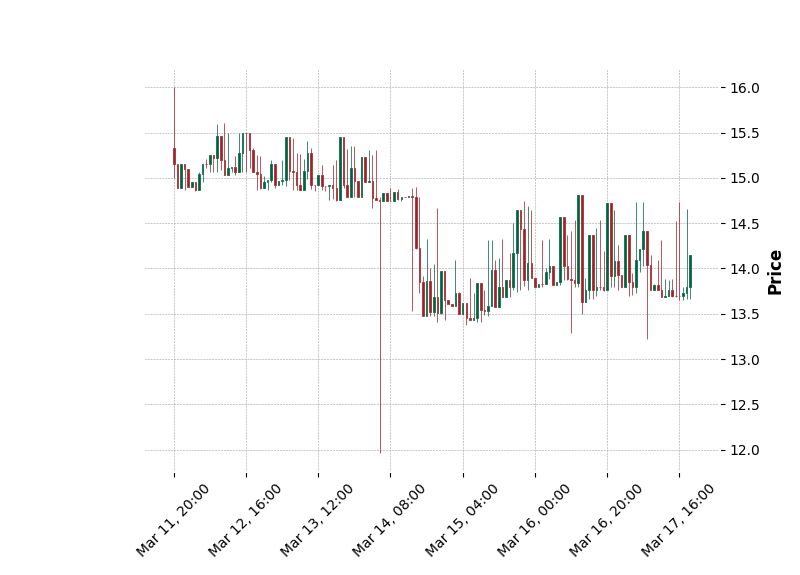 16.0
15.5
15.0
14.5
14.0
13.5
13.0
12.5
12.0
Price
Mar 11, 20:00
Mar 12, 16:00
Mar 13, 12:00
Mar 14, 08:00
Mar 15, 04:00
Mar 16, 00:00
Mar 16, 20:00
Mar 17, 16:00